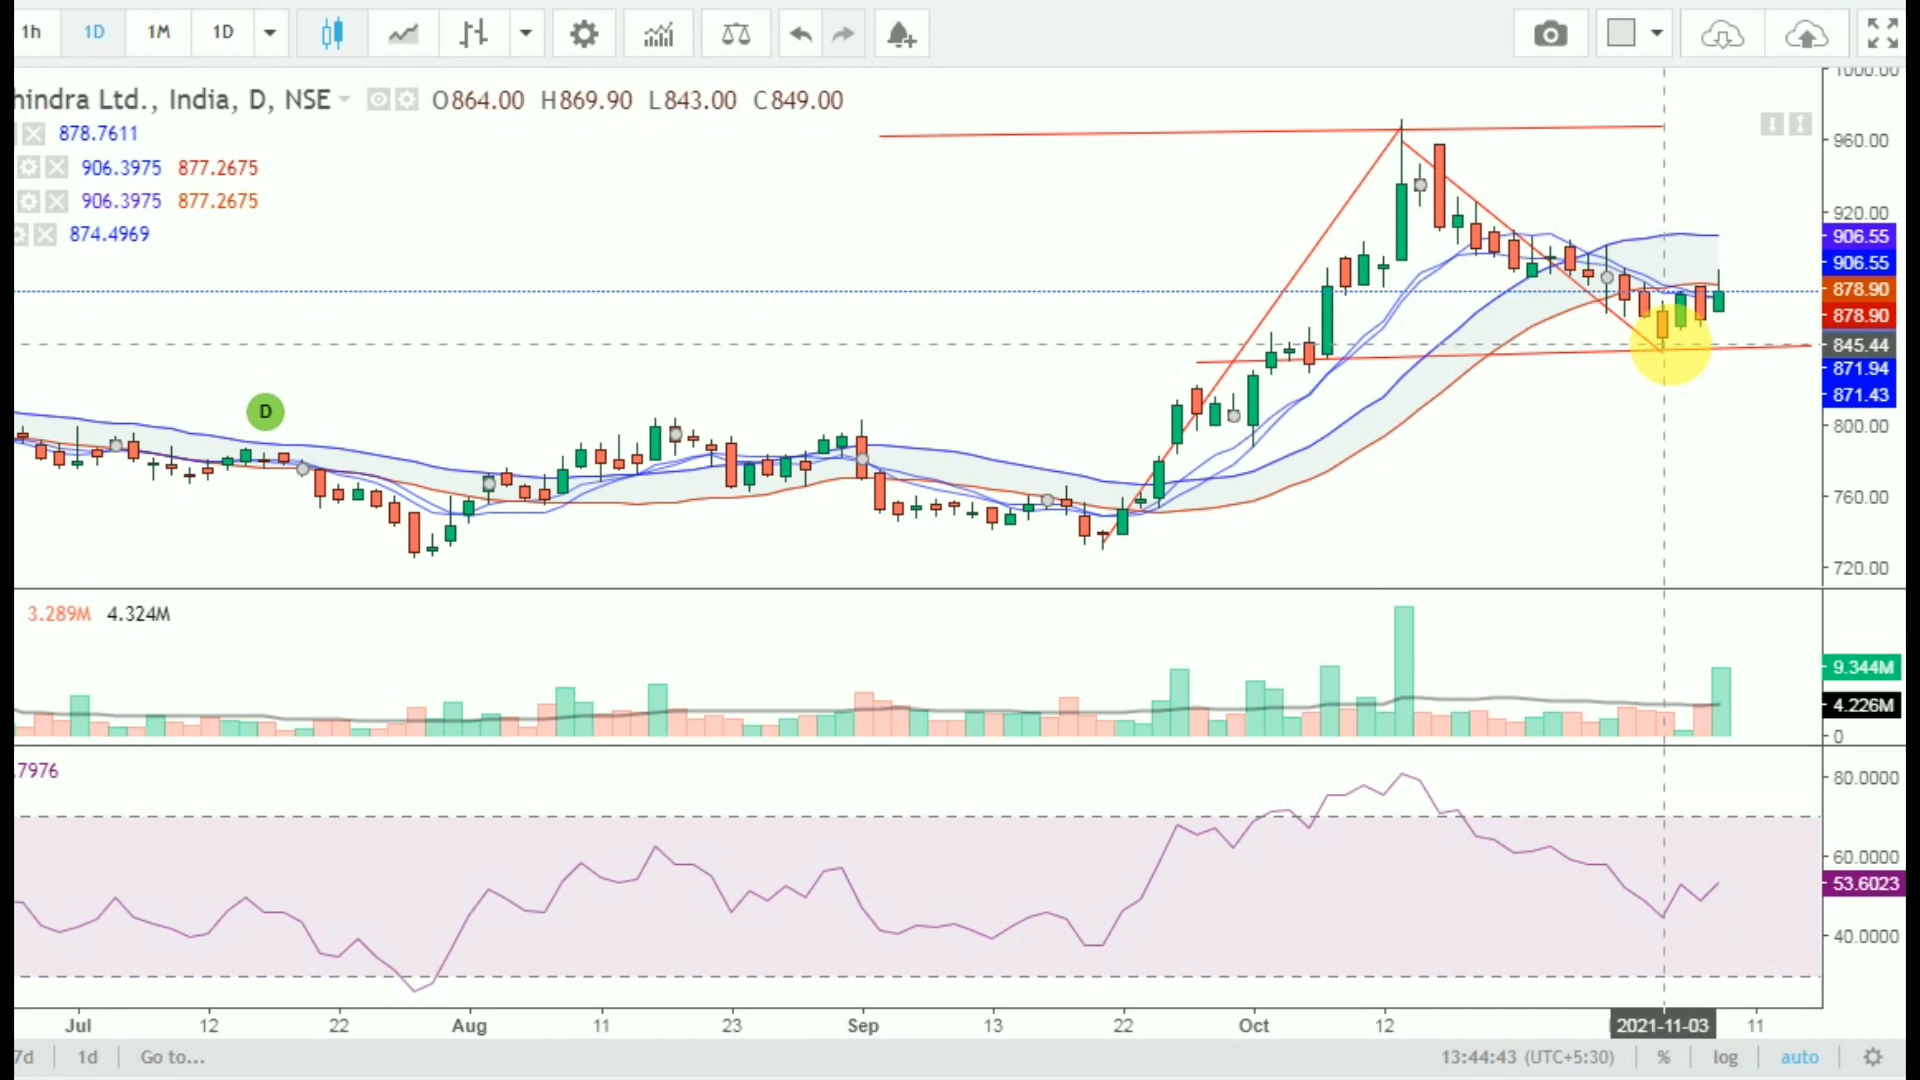 1h 1D 1M 1D
hindra Ltd., India, D, NSE O864.00 H869.90 L843.00 C849.00
878.7611
906.3975 877.2675
906.3975 877.2675
874.4969
1000.00
960.00
920.00
906.55
906.55
878.90
878.90
845.44
871.94
871.43
800.00
760.00
720.00
D
3.289M 4.324M
9.344M
4.226M
0
.7976
80.0000
60.0000
53.6023
40.0000
Jul 12 22 Aug 11 23 Sep 13 22 Oct 12 2021-11-03 11
7d 1d Go to... 13:44:43 (UTC+5:30) % log auto